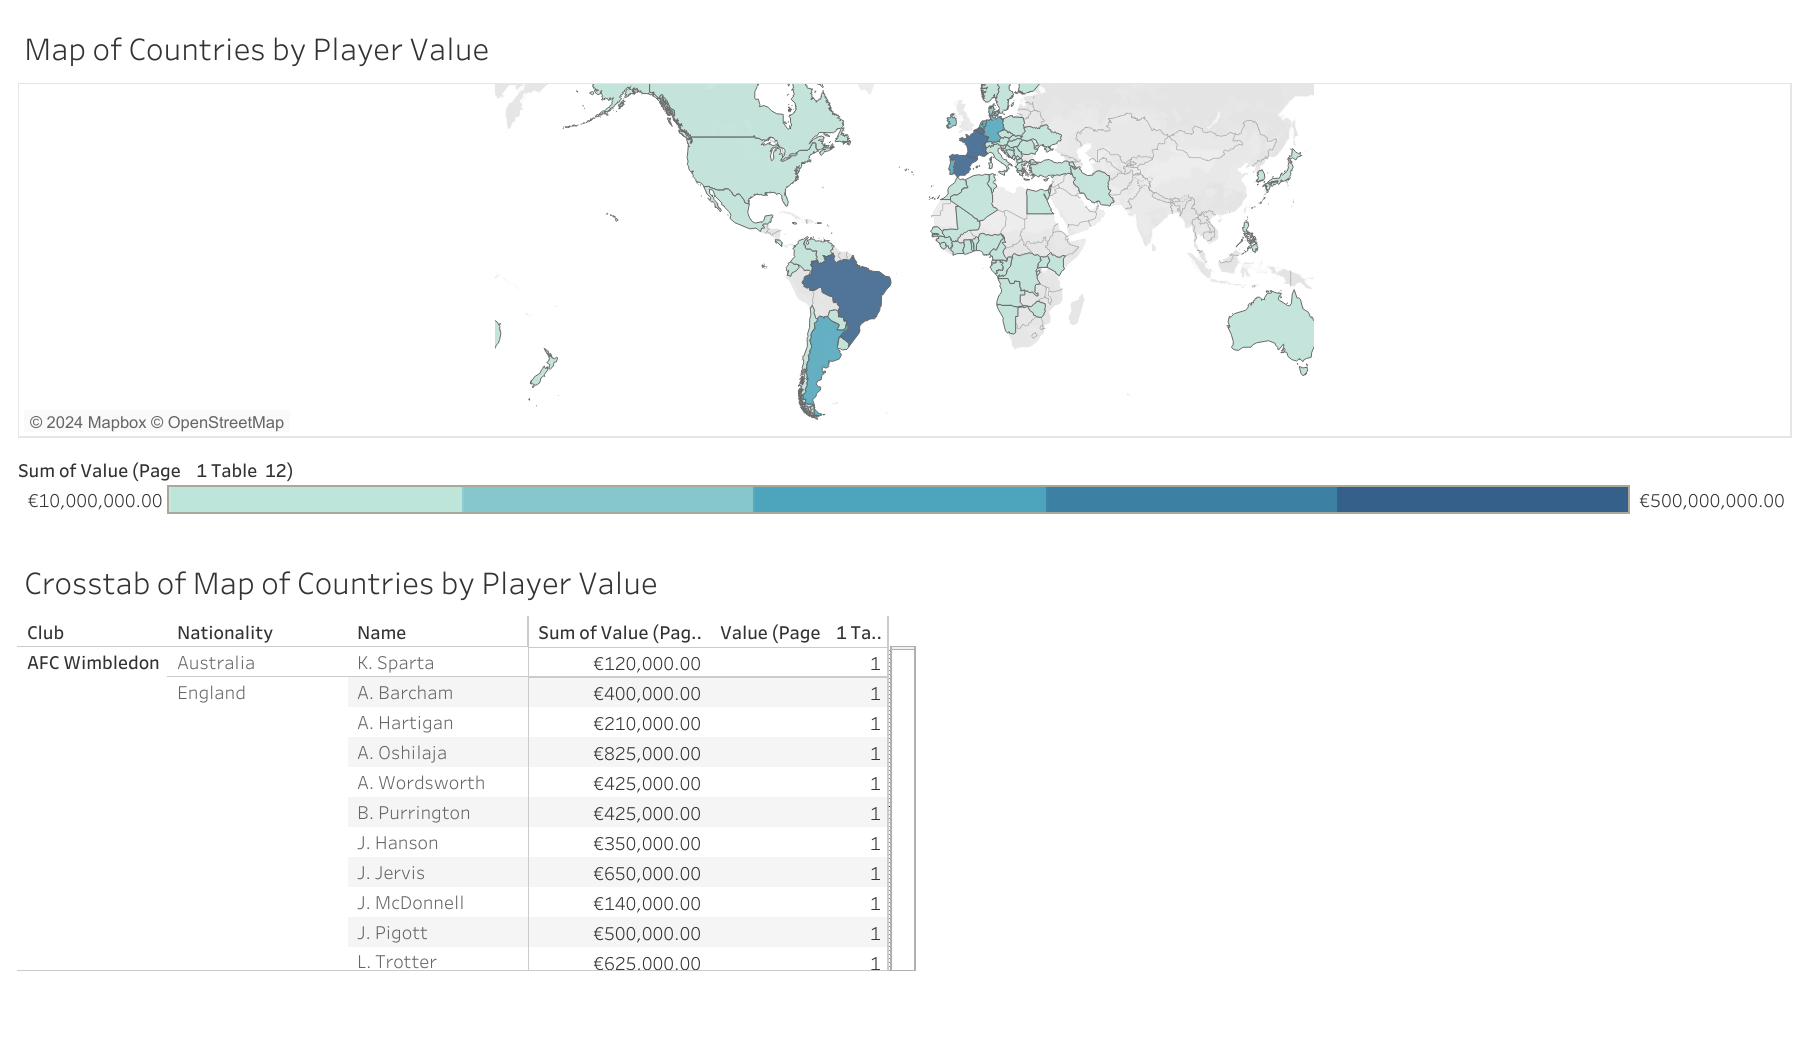 Map of Countries by Player Value
© 2024 Mapbox © OpenStreetMap
Sum of Value (Page 1 Table 12)
€10,000,000.00 €500,000,000.00
Crosstab of Map of Countries by Player Value
Club Nationality Name Sum of Value (Pag.. Value (Page 1 Ta..
AFC Wimbledon Australia K. Sparta €120,000.00 1
England A. Barcham €400,000.00 1
A. Hartigan €210,000.00 1
A. Oshilaja €825,000.00 1
A. Wordsworth €425,000.00 1
B. Purrington €425,000.00 1
J. Hanson €350,000.00 1
J. Jervis €650,000.00 1
J. McDonnell €140,000.00 1
J. Pigott €500,000.00 1
L. Trotter €625,000.00 1